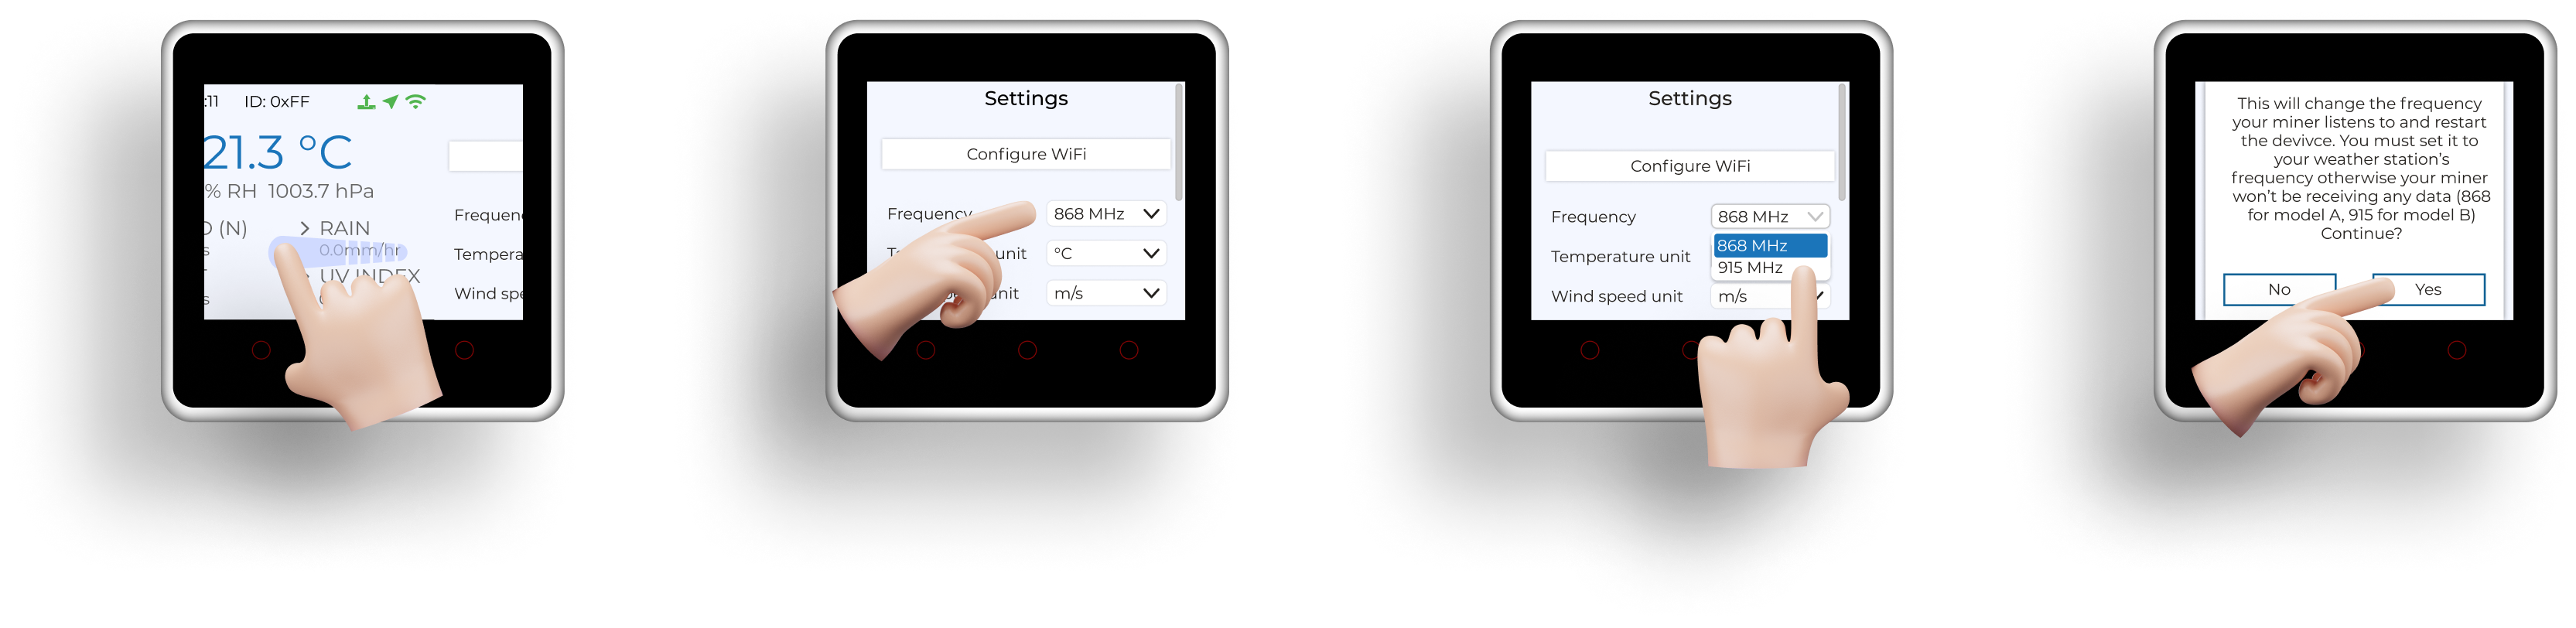 :11 ID: 0xFF
21.3 °C
% RH 1003.7 hPa
(N) > RAIN
s 0.0mm/hr
UV INDEX
s
Frequen
Tempera
Wind spe
Settings
Configure WiFi
Frequency 868 MHz
unit °C
unit m/s
Settings
Configure WiFi
Frequency 868 MHz
868 MHz
915 MHz
Temperature unit
Wind speed unit m/s
This will change the frequency
your miner listens to and restart
the devivce. You must set it to
your weather station's
frequency otherwise your miner
won't be receiving any data (868
for model A, 915 for model B)
Continue?
No Yes